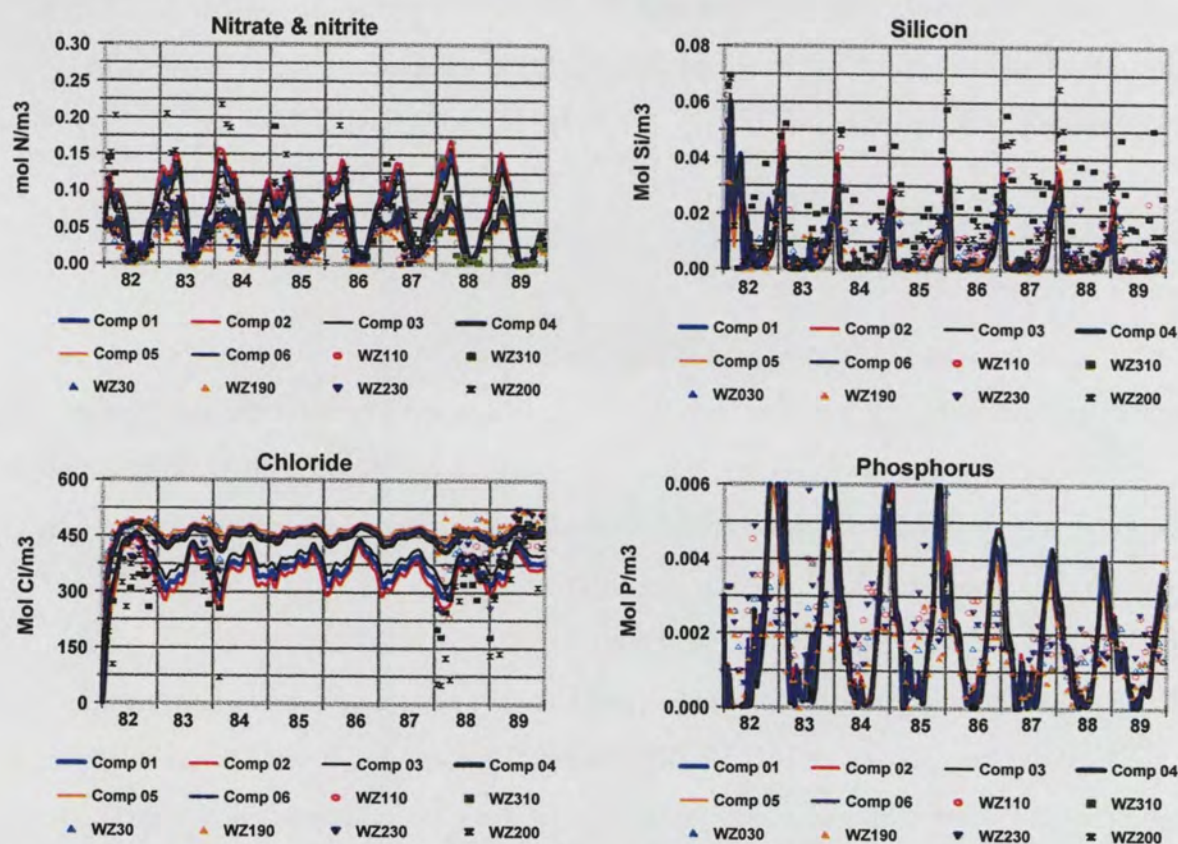 Nitrate & nitrite
mol N/m3
0.30
0.25
0.20
0.15
0.10
0.05
0.00
82 83 84 85 86 87 88 89
Comp 01 Comp 02 Comp 03 Comp 04
Comp 05 Comp 06 WZ110 WZ310
WZ30 WZ190 WZ230 WZ200
Silicon
Mol Si/m3
0.08
0.06
0.04
0.02
0.00
82 83 84 85 86 87 88 89
Comp 01 Comp 02 Comp 03 Comp 04
Comp 05 Comp 06 WZ110 WZ310
WZ030 WZ190 WZ230 WZ200
Chloride
Mol Cl/m3
600
450
300
150
0
82 83 84 85 86 87 88 89
Comp 01 Comp 02 Comp 03 Comp 04
Comp 05 Comp 06 WZ110 WZ310
WZ30 WZ190 WZ230 WZ200
Phosphorus
Mol P/m3
0.006
0.004
0.002
0.000
82 83 84 85 86 87 88 89
Comp 01 Comp 02 Comp 03 Comp 04
Comp 05 Comp 06 WZ110 WZ310
WZ030 WZ190 WZ230 WZ200